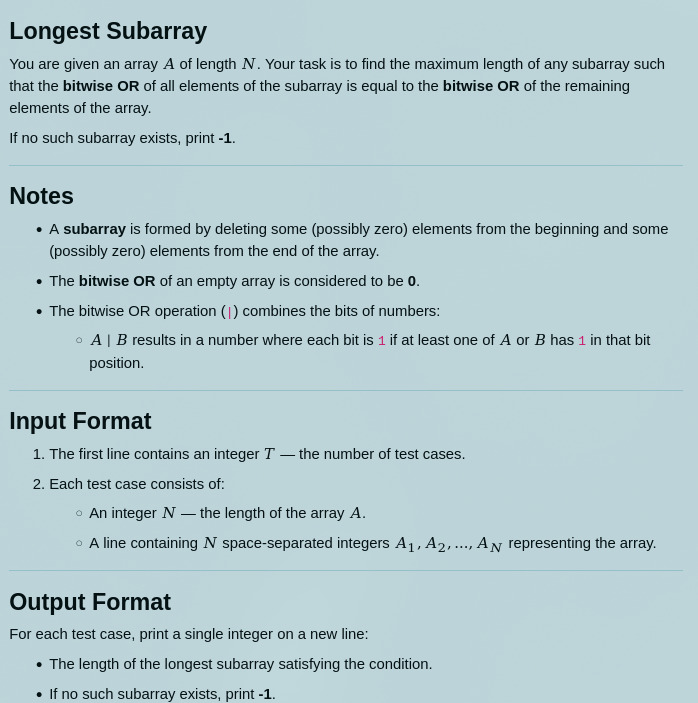 Longest Subarray
You are given an array A of length N. Your task is to find the maximum length of any subarray such
that the bitwise OR of all elements of the subarray is equal to the bitwise OR of the remaining
elements of the array.
If no such subarray exists, print -1.
Notes
• A subarray is formed by deleting some (possibly zero) elements from the beginning and some
(possibly zero) elements from the end of the array.
• The bitwise OR of an empty array is considered to be 0.
• The bitwise OR operation (|) combines the bits of numbers:
○ A | B results in a number where each bit is 1 if at least one of A or B has 1 in that bit
position.
Input Format
1. The first line contains an integer T — the number of test cases.
2. Each test case consists of:
○ An integer N — the length of the array A.
○ A line containing N space-separated integers A₁, A₂, ..., A_N representing the array.
Output Format
For each test case, print a single integer on a new line:
• The length of the longest subarray satisfying the condition.
• If no such subarray exists, print -1.